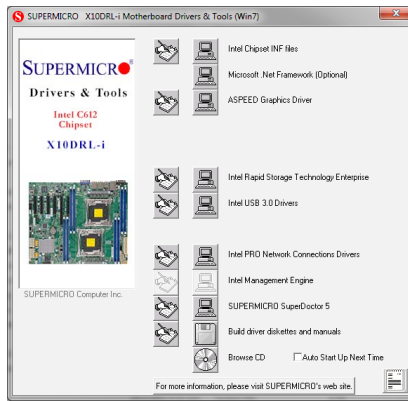 SUPERMICRO X10DRL-i Motherboard Drivers & Tools (Win7)
SUPERMICRO
Drivers & Tools
Intel C612
Chipset
X10DRL-i
SUPERMICRO Computer Inc.
Intel Chipset INF files
Microsoft .Net Framework (Optional)
ASPEED Graphics Driver
Intel Rapid Storage Technology Enterprise
Intel USB 3.0 Drivers
Intel PRO Network Connections Drivers
Intel Management Engine
SUPERMICRO SuperDoctor 5
Build driver diskettes and manuals
Browse CD
Auto Start Up Next Time
For more information, please visit SUPERMICRO's web site.